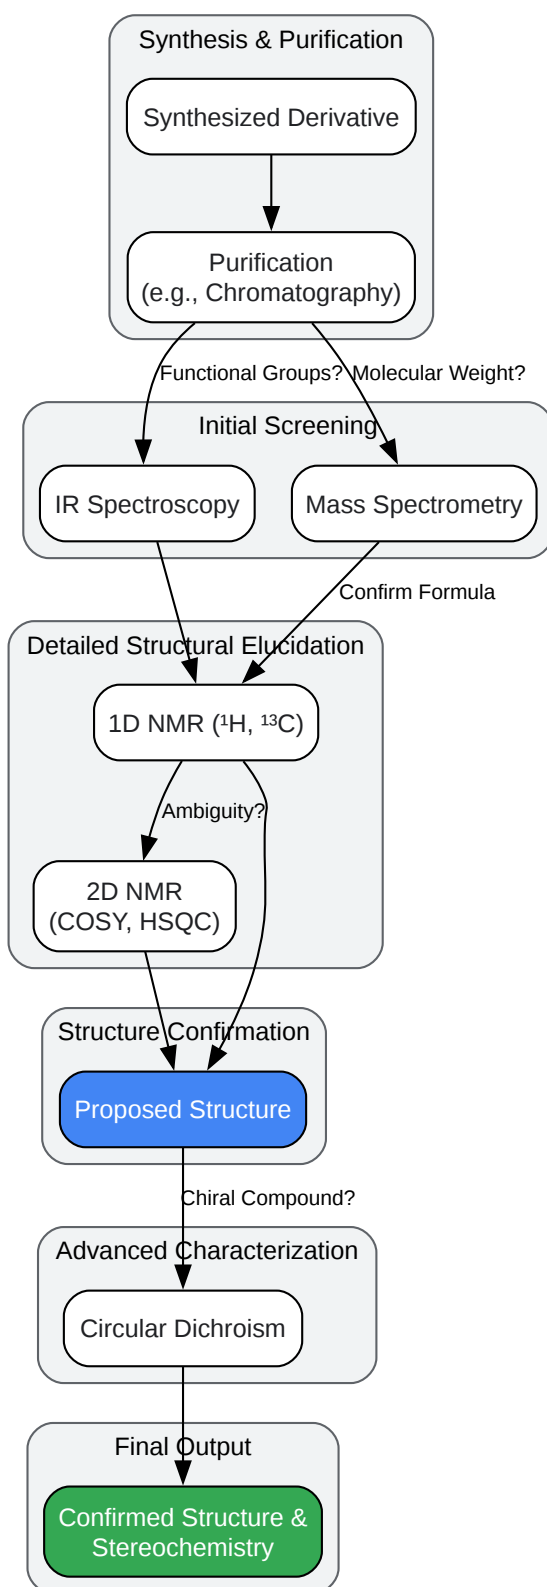 Synthesis & Purification
Synthesized Derivative
Purification
(e.g., Chromatography)
Functional Groups?
Molecular Weight?
Initial Screening
IR Spectroscopy
Mass Spectrometry
Confirm Formula
Detailed Structural Elucidation
1D NMR (¹H, ¹³C)
Ambiguity?
2D NMR
(COSY, HSQC)
Structure Confirmation
Proposed Structure
Chiral Compound?
Advanced Characterization
Circular Dichroism
Final Output
Confirmed Structure &
Stereochemistry